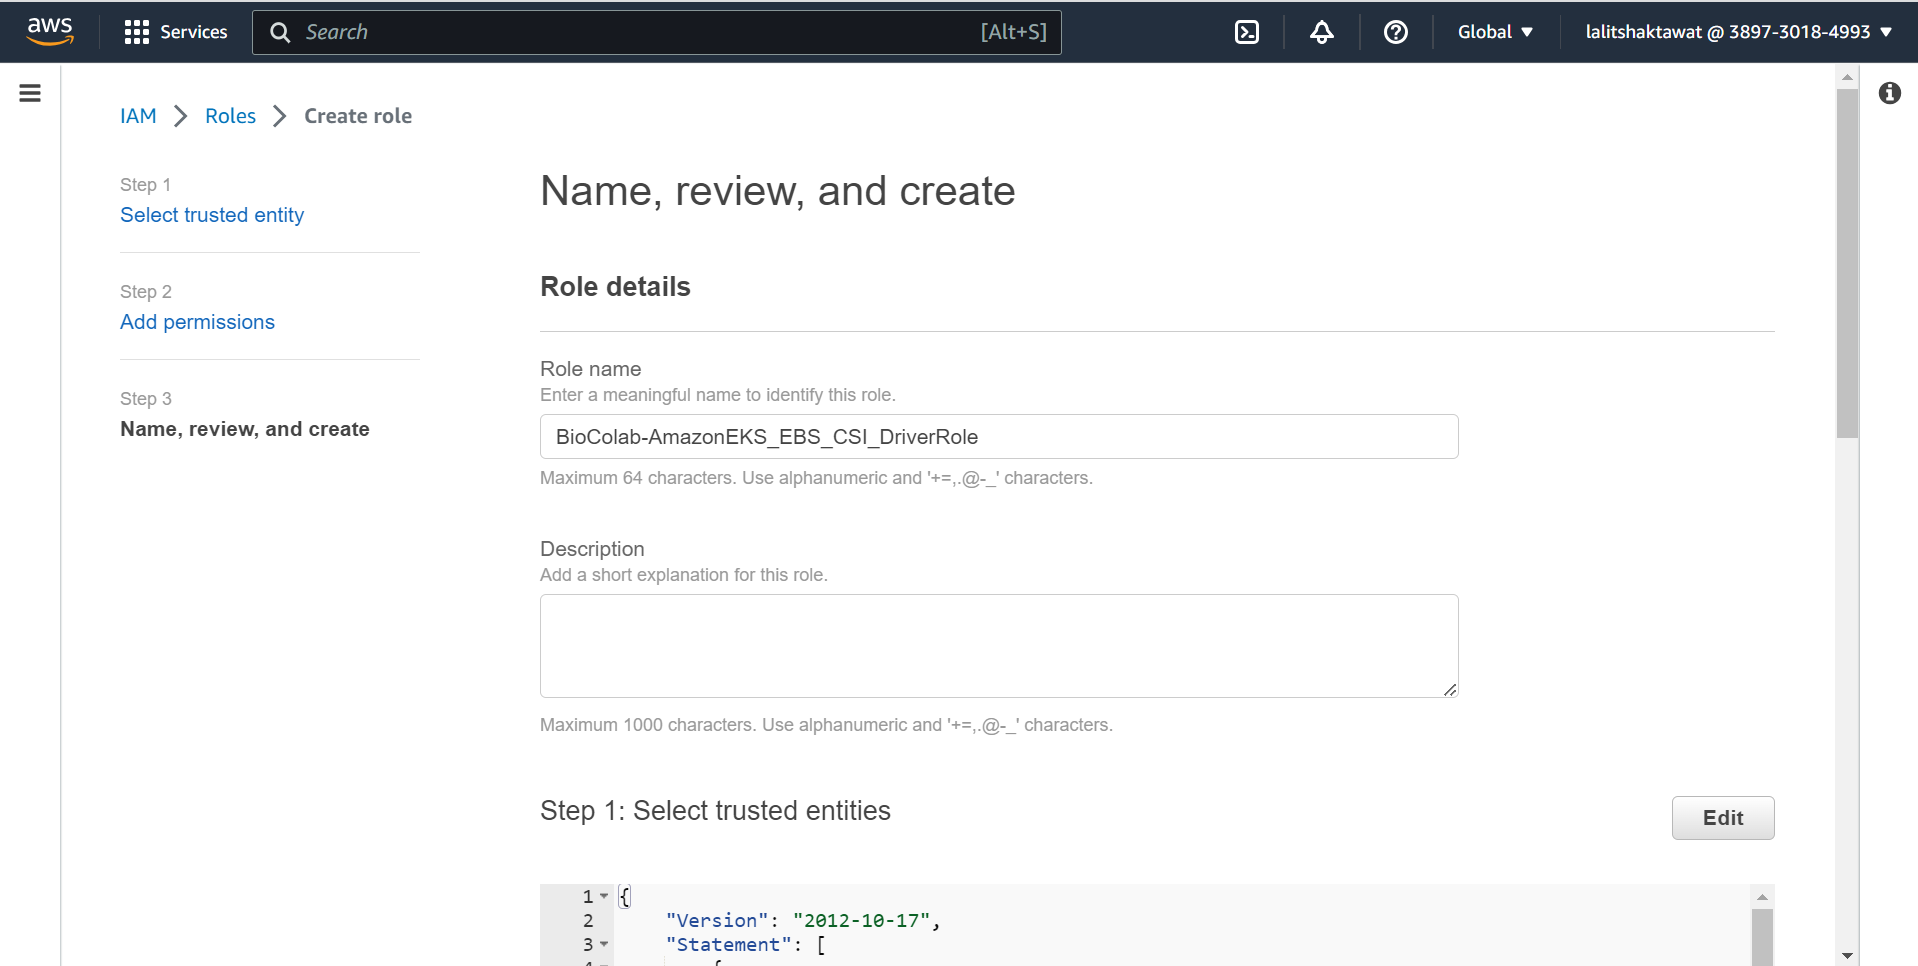 aws
Services
Search
[Alt+S]
Global
lalitshaktawat @ 3897-3018-4993
IAM
Roles
Create role
Step 1
Select trusted entity
Step 2
Add permissions
Step 3
Name, review, and create
Name, review, and create
Role details
Role name
Enter a meaningful name to identify this role.
BioColab-AmazonEKS_EBS_CSI_DriverRole
Maximum 64 characters. Use alphanumeric and '+=,.@-_' characters.
Description
Add a short explanation for this role.
Maximum 1000 characters. Use alphanumeric and '+=,.@-_' characters.
Step 1: Select trusted entities
Edit
1 {
2 "Version": "2012-10-17",
3 "Statement": [
4 {